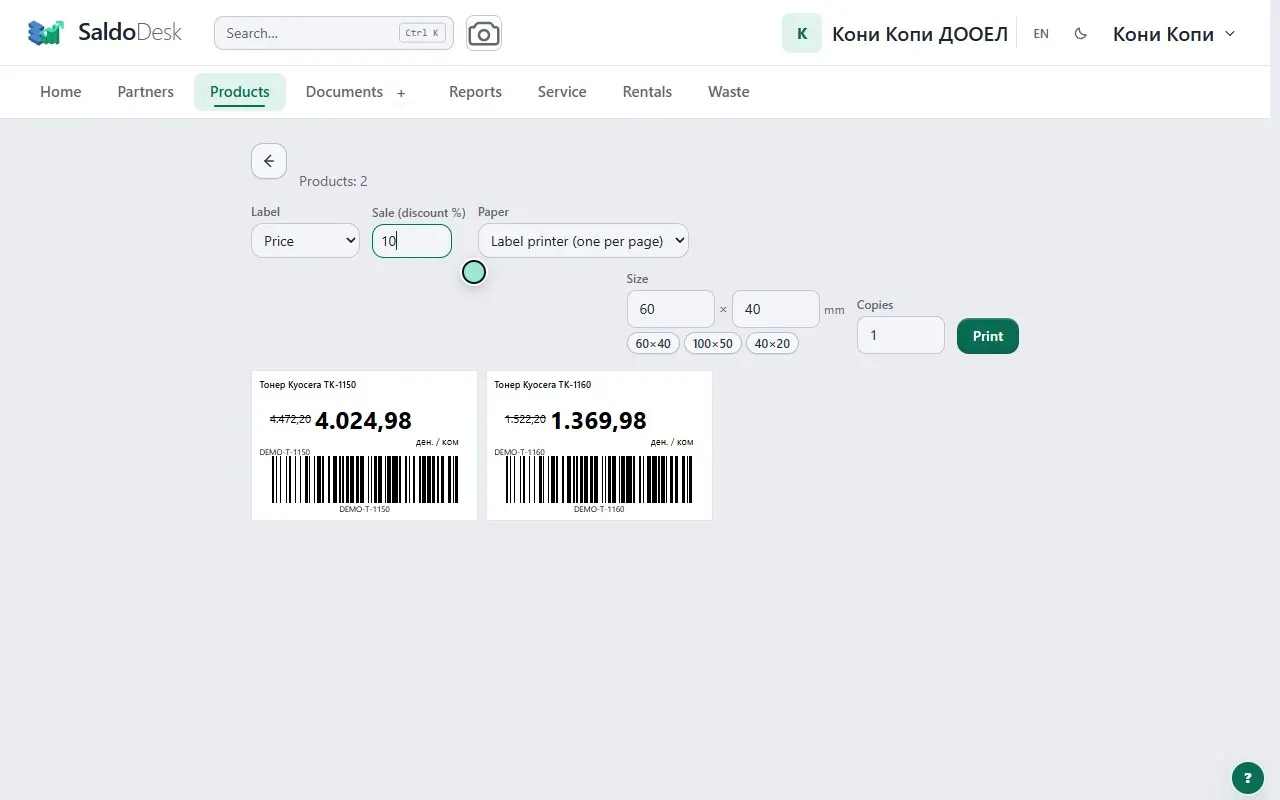 SaldoDesk
Search...
Ctrl K
K
Кони Копи ДООЕЛ
EN
Кони Копи
Home
Partners
Products
Documents +
Reports
Service
Rentals
Waste
Products: 2
Label
Sale (discount %)
Paper
Price
10
Label printer (one per page)
Size
60 × 40 mm
60×40
100×50
40×20
Copies
1
Print
Тонер Kyocera TK-1150
4.472,20 4.024,98
ден. / ком
DEMO-T-1150
DEMO-T-1150
Тонер Kyocera TK-1160
1.522,20 1.369,98
ден. / ком
DEMO-T-1160
DEMO-T-1160
?